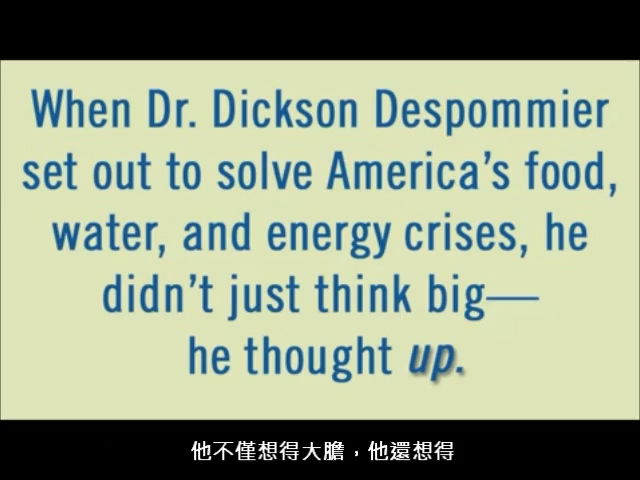 When Dr. Dickson Despommier
set out to solve America's food,
water, and energy crises, he
didn't just think big—
he thought up.
他不僅想得大膽，他還想得